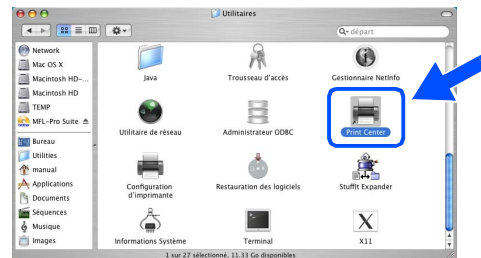 Utilitaires
départ
Network
Mac OS X
Macintosh HD-...
Macintosh HD
TEMP
MFL-Pro Suite
Bureau
Utilities
manual
Applications
Documents
Séquences
Musique
Images
Java
Trousseau d'accès
Gestionnaire NetInfo
Utilitaire de réseau
Administrateur ODBC
Print Center
Configuration
d'imprimante
Restauration des logiciels
StuffIt Expander
Informations Système
Terminal
X11
1 sur 27 sélectionné, 11.33 Go disponibles